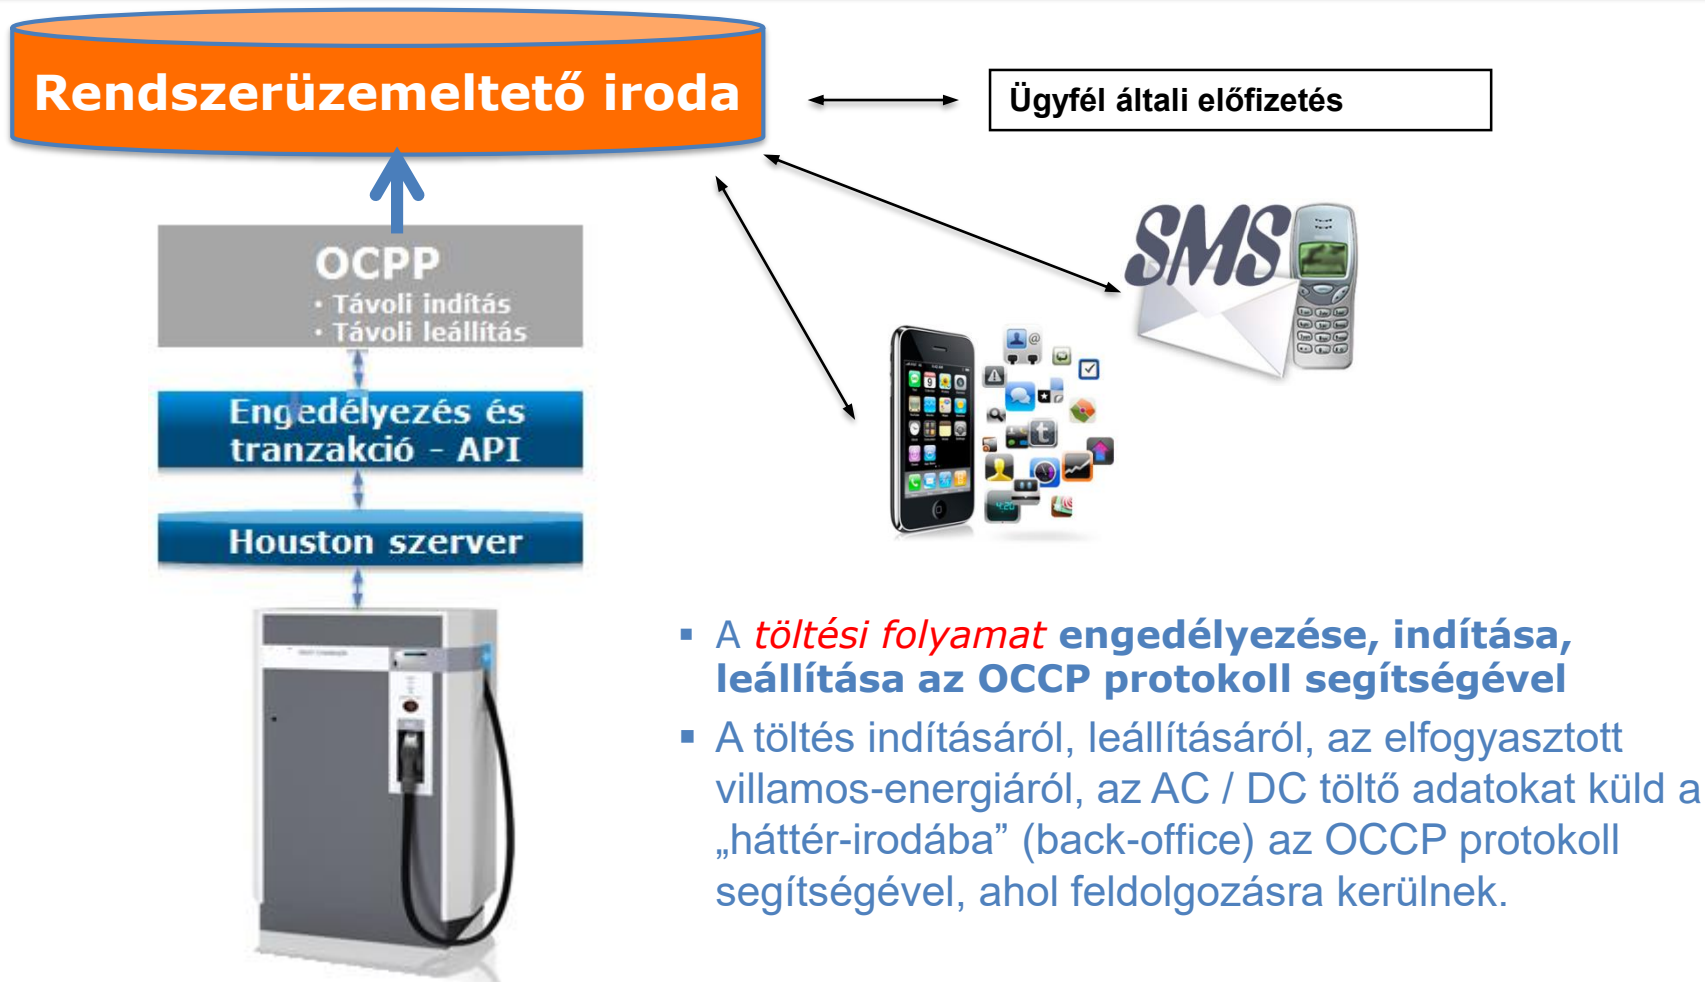 Rendszerüzemeltető iroda
Ügyfél általi előfizetés
SMS
OCPP
• Távoli indítás
• Távoli leállítás
Engedélyezés és
tranzakció - API
Houston szerver
▪ A töltési folyamat engedélyezése, indítása,
leállítása az OCCP protokoll segítségével
▪ A töltés indításáról, leállításáról, az elfogyasztott
villamos-energiáról, az AC / DC töltő adatokat küld a
„háttér-irodába” (back-office) az OCCP protokoll
segítségével, ahol feldolgozásra kerülnek.